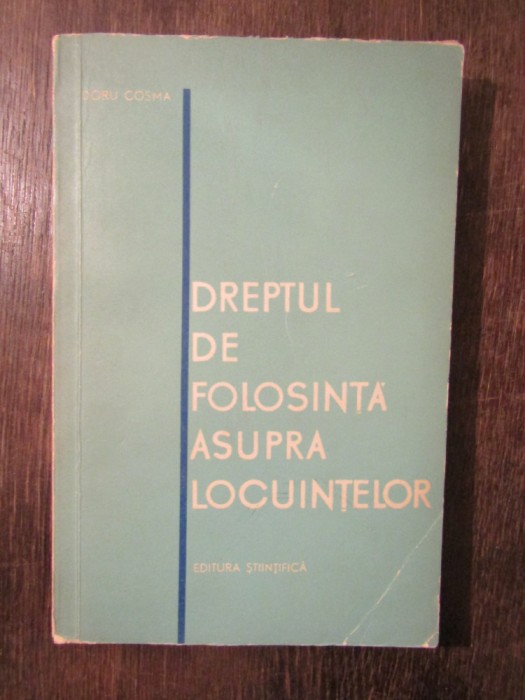 DORU COSMA
DREPTUL
DE
FOLOSINȚĂ
ASUPRA
LOCUINȚELOR
EDITURA ȘTIINȚIFICĂ